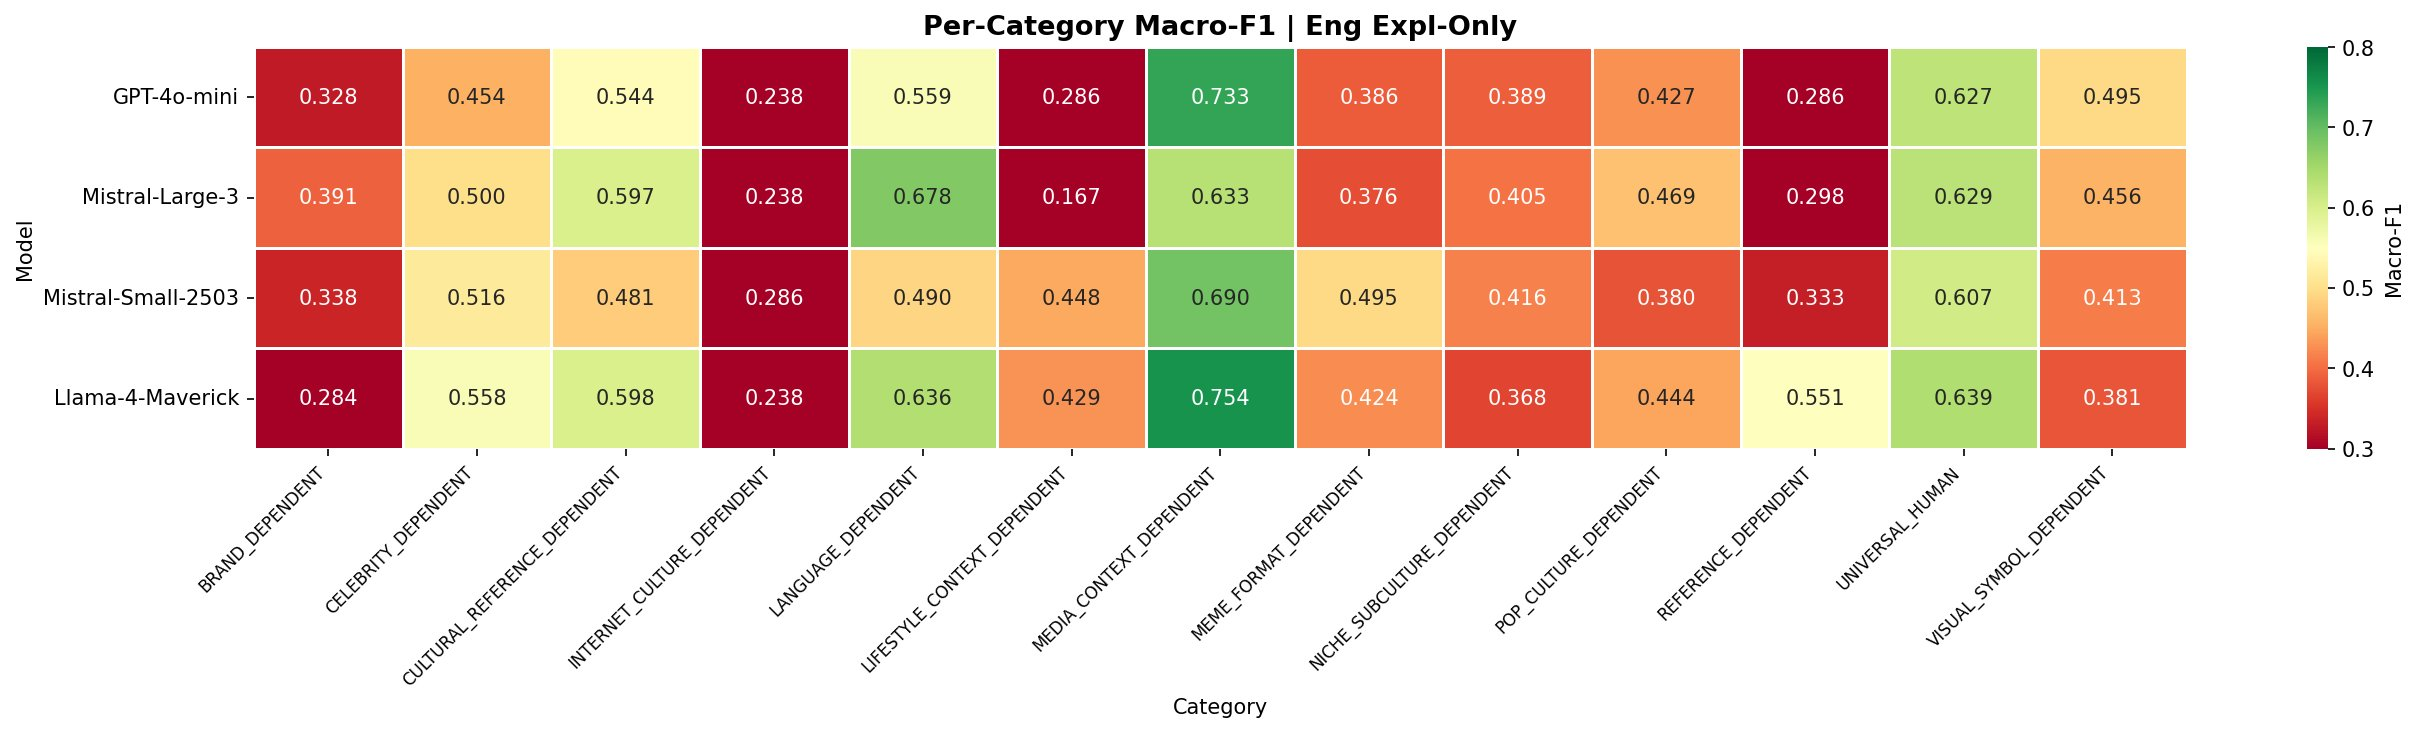 Per-Category Macro-F1 | Eng Expl-Only
Model
GPT-4o-mini 0.328 0.454 0.544 0.238 0.559 0.286 0.733 0.386 0.389 0.427 0.286 0.627 0.495
Mistral-Large-3 0.391 0.500 0.597 0.238 0.678 0.167 0.633 0.376 0.405 0.469 0.298 0.629 0.456
Mistral-Small-2503 0.338 0.516 0.481 0.286 0.490 0.448 0.690 0.495 0.416 0.380 0.333 0.607 0.413
Llama-4-Maverick 0.284 0.558 0.598 0.238 0.636 0.429 0.754 0.424 0.368 0.444 0.551 0.639 0.381
BRAND_DEPENDENT
CELEBRITY_DEPENDENT
CULTURAL_REFERENCE_DEPENDENT
INTERNET_CULTURE_DEPENDENT
LANGUAGE_DEPENDENT
LIFESTYLE_CONTEXT_DEPENDENT
MEDIA_CONTEXT_DEPENDENT
MEME_FORMAT_DEPENDENT
NICHE_SUBCULTURE_DEPENDENT
POP_CULTURE_DEPENDENT
REFERENCE_DEPENDENT
UNIVERSAL_HUMAN
VISUAL_SYMBOL_DEPENDENT
Category
0.8
0.7
0.6
0.5
0.4
0.3
Macro-F1